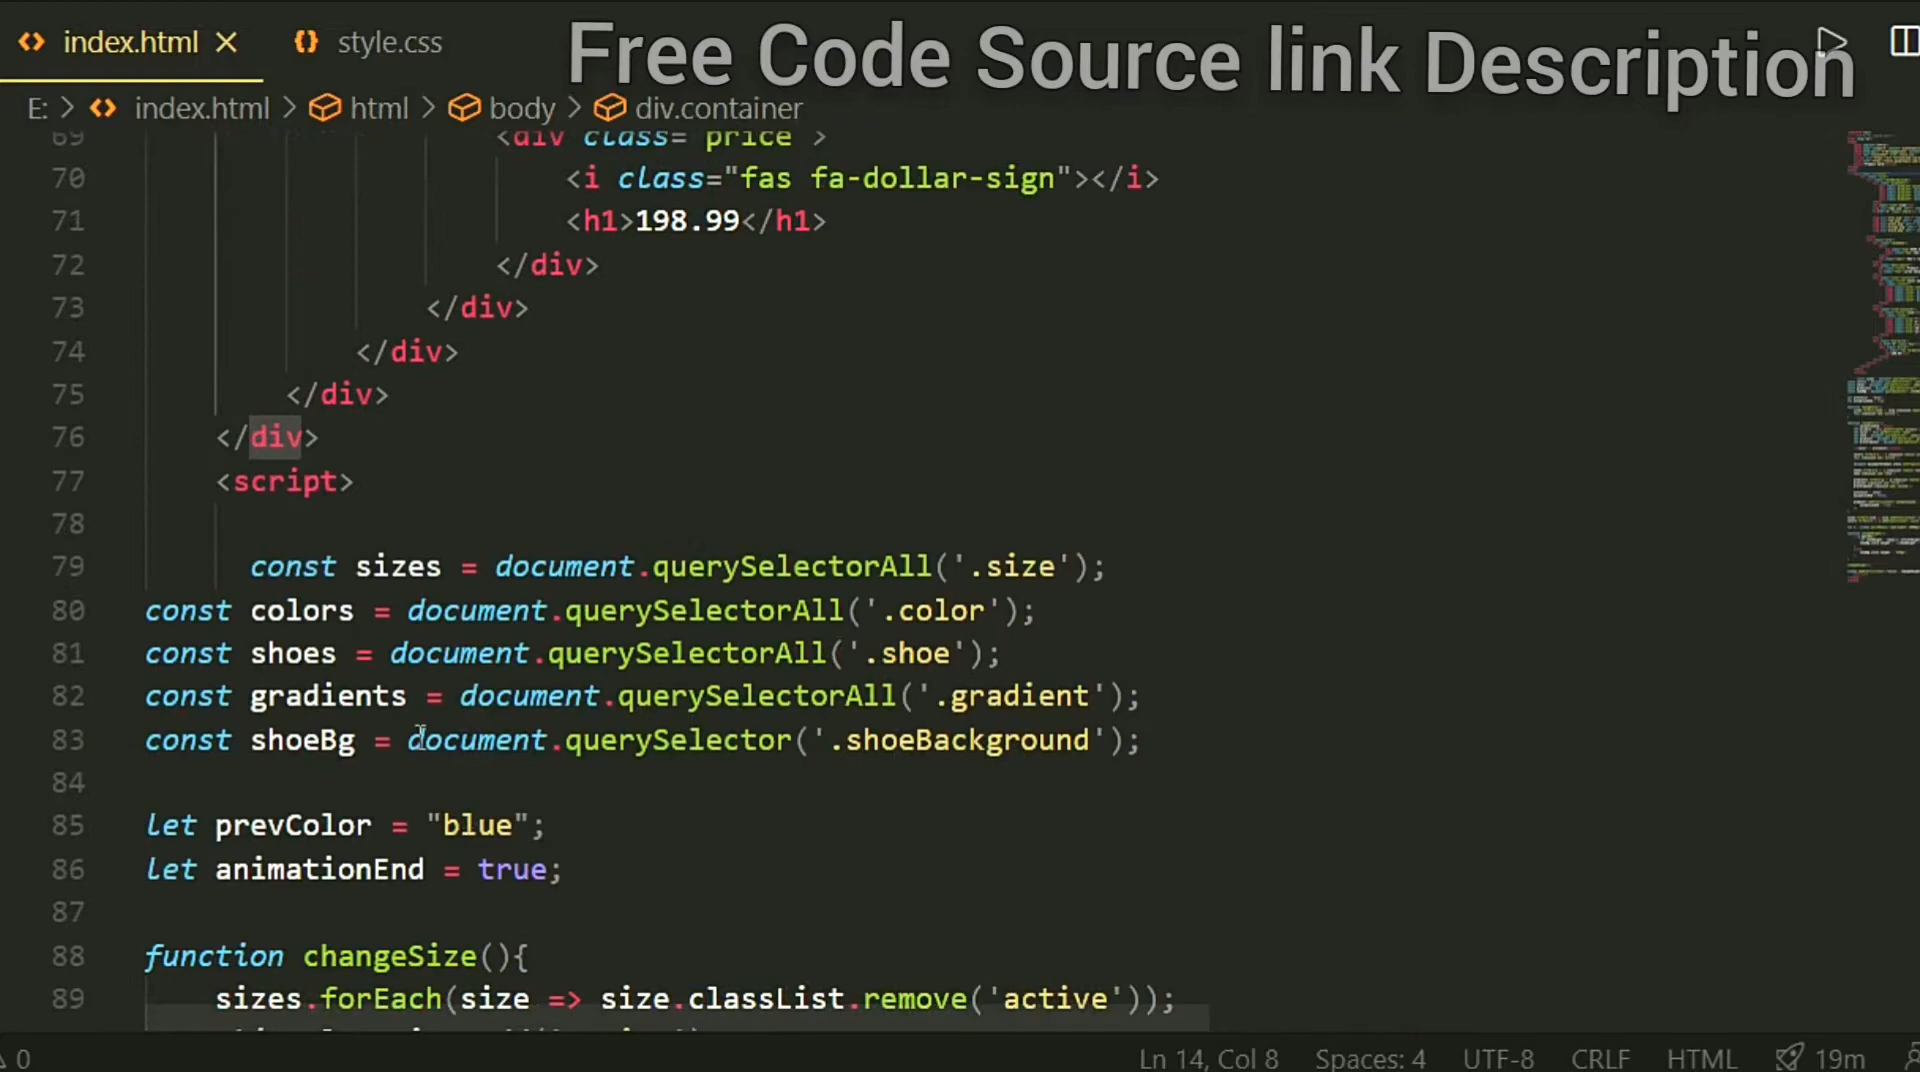 index.html
style.css
Free Code Source link Description
E: > index.html > html > body > div.container
69 <div class= price >
70 <i class="fas fa-dollar-sign"></i>
71 <h1>198.99</h1>
72 </div>
73 </div>
74 </div>
75 </div>
76 </div>
77 <script>
78
79 const sizes = document.querySelectorAll('.size');
80 const colors = document.querySelectorAll('.color');
81 const shoes = document.querySelectorAll('.shoe');
82 const gradients = document.querySelectorAll('.gradient');
83 const shoeBg = document.querySelector('.shoeBackground');
84
85 let prevColor = "blue";
86 let animationEnd = true;
87
88 function changeSize(){
89 sizes.forEach(size => size.classList.remove('active'));
0 Ln 14, Col 8 Spaces: 4 UTF-8 CRLF HTML 19m